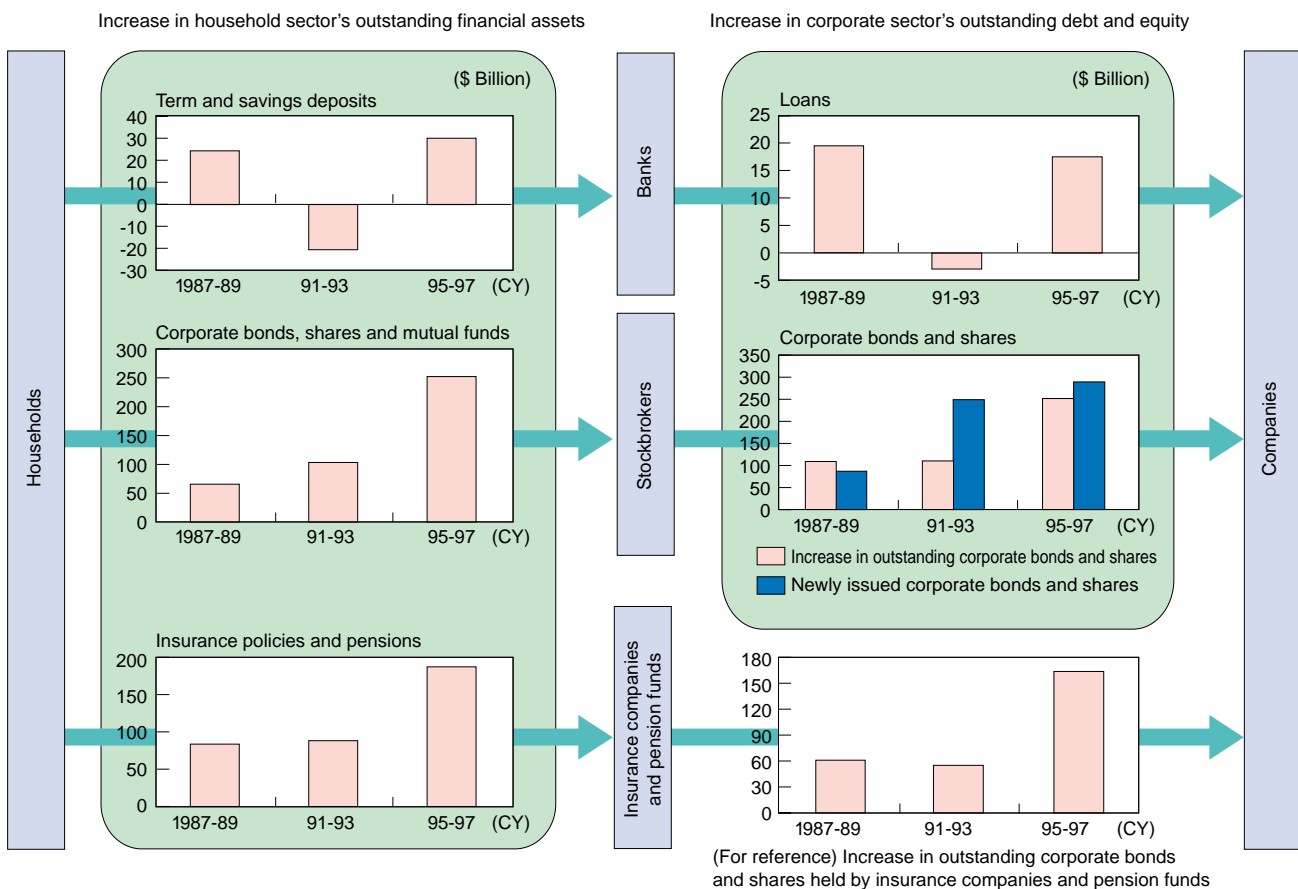 Increase in household sector's outstanding financial assets
Increase in corporate sector's outstanding debt and equity
Households
($ Billion)
Term and savings deposits
40
30
20
10
0
-10
-20
-30
1987-89 91-93 95-97 (CY)
Corporate bonds, shares and mutual funds
300
250
200
150
100
50
0
1987-89 91-93 95-97 (CY)
Insurance policies and pensions
200
150
100
50
0
1987-89 91-93 95-97 (CY)
Banks
Stockbrokers
Insurance companies
and pension funds
($ Billion)
Loans
25
20
15
10
5
0
-5
1987-89 91-93 95-97 (CY)
Corporate bonds and shares
350
300
250
200
150
100
50
0
1987-89 91-93 95-97 (CY)
Increase in outstanding corporate bonds and shares
Newly issued corporate bonds and shares
180
150
120
90
60
30
0
1987-89 91-93 95-97 (CY)
(For reference) Increase in outstanding corporate bonds
and shares held by insurance companies and pension funds
Companies